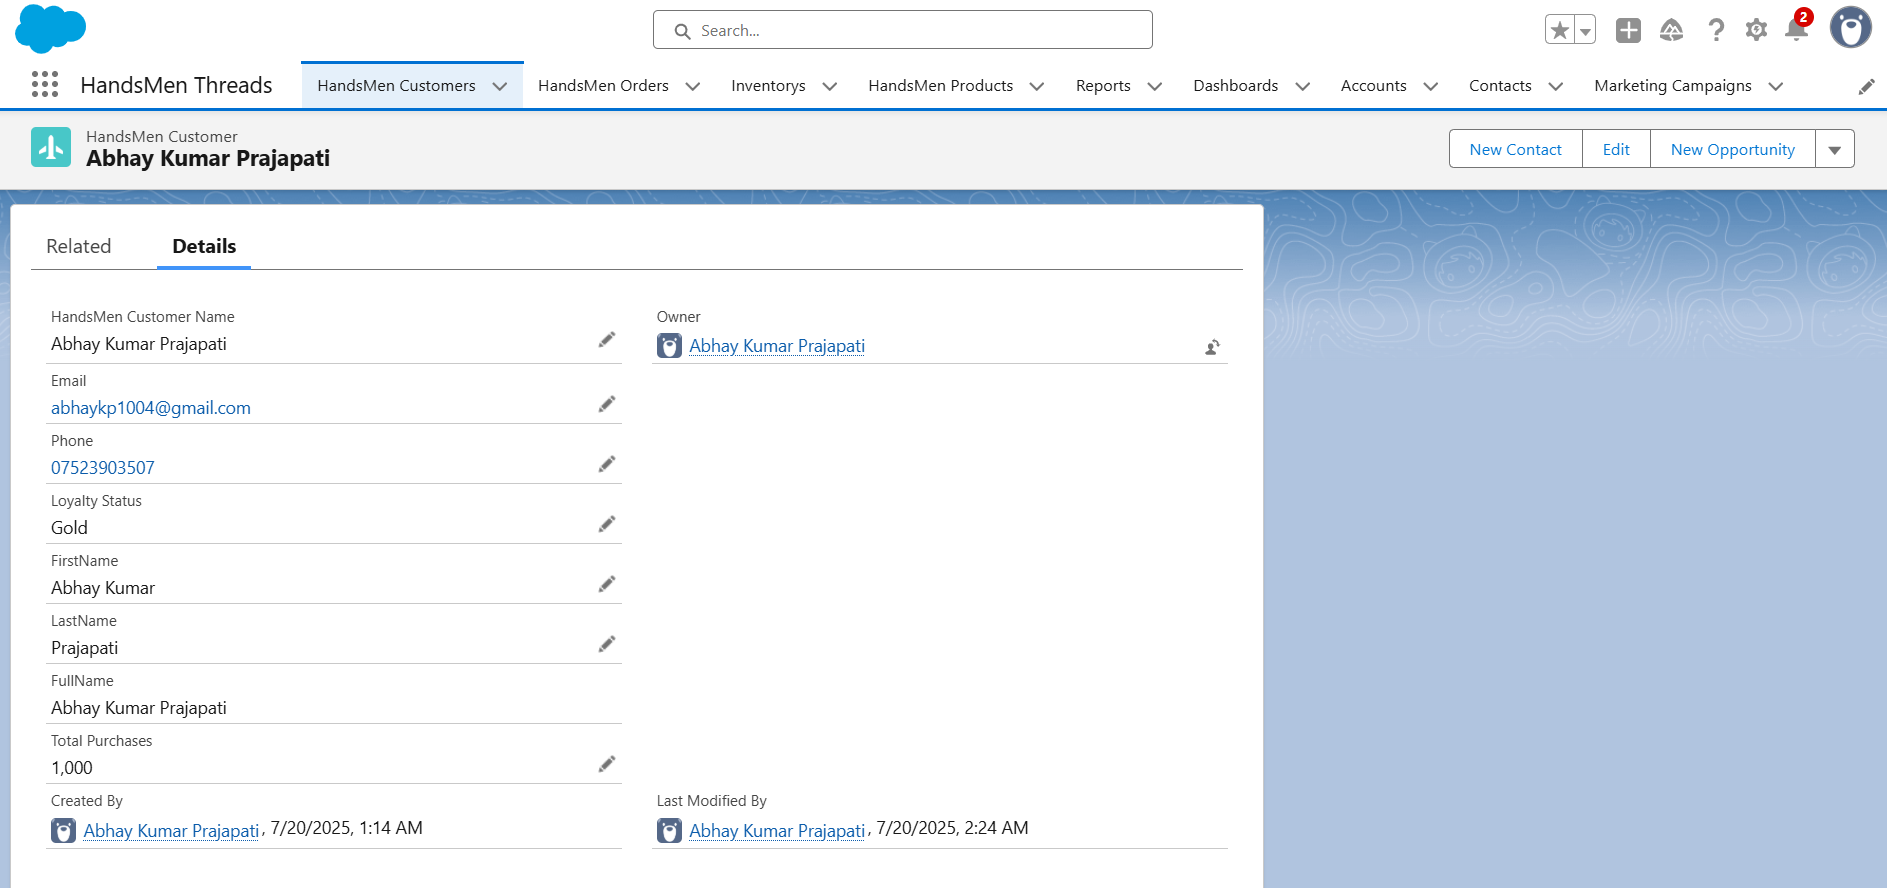 Search...
2
HandsMen Threads
HandsMen Customers HandsMen Orders Inventorys HandsMen Products Reports Dashboards Accounts Contacts Marketing Campaigns
HandsMen Customer
Abhay Kumar Prajapati
New Contact Edit New Opportunity
Related Details
HandsMen Customer Name
Abhay Kumar Prajapati
Owner
Abhay Kumar Prajapati
Email
abhaykp1004@gmail.com
Phone
07523903507
Loyalty Status
Gold
FirstName
Abhay Kumar
LastName
Prajapati
FullName
Abhay Kumar Prajapati
Total Purchases
1,000
Created By
Abhay Kumar Prajapati, 7/20/2025, 1:14 AM
Last Modified By
Abhay Kumar Prajapati, 7/20/2025, 2:24 AM